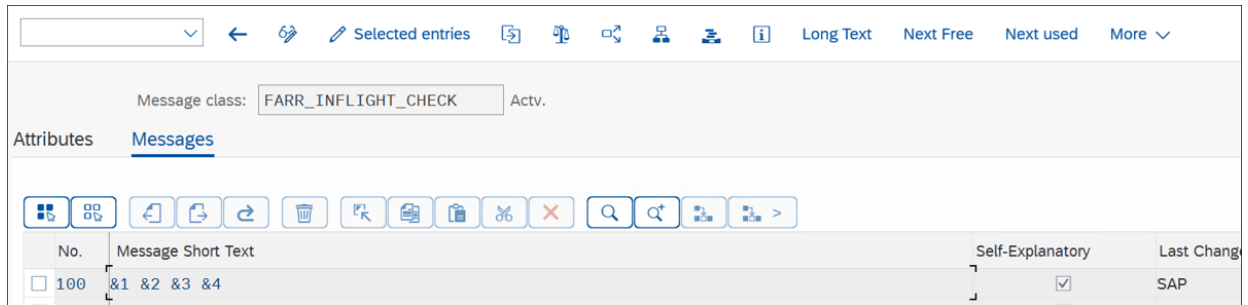 Selected entries Long Text Next Free Next used More
Message class: FARR_INFLIGHT_CHECK Actv.
Attributes Messages
No. Message Short Text Self-Explanatory Last Change
100 &1 &2 &3 &4 SAP